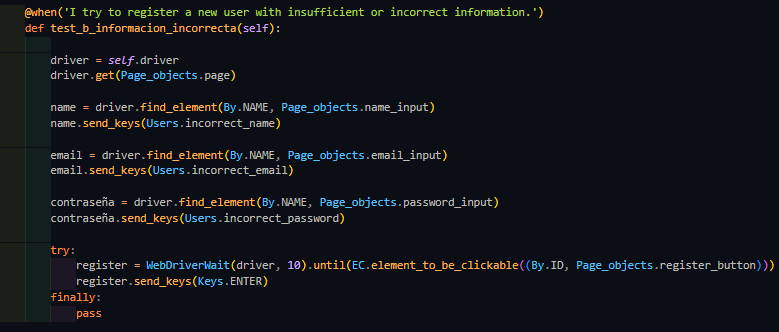 @when('I try to register a new user with insufficient or incorrect information.')
def test_b_informacion_incorrecta(self):
driver = self.driver
driver.get(Page_objects.page)
name = driver.find_element(By.NAME, Page_objects.name_input)
name.send_keys(Users.incorrect_name)
email = driver.find_element(By.NAME, Page_objects.email_input)
email.send_keys(Users.incorrect_email)
contraseña = driver.find_element(By.NAME, Page_objects.password_input)
contraseña.send_keys(Users.incorrect_password)
try:
register = WebDriverWait(driver, 10).until(EC.element_to_be_clickable((By.ID, Page_objects.register_button)))
register.send_keys(Keys.ENTER)
finally:
pass